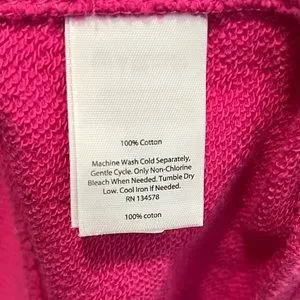 100% Cotton
Machine Wash Cold Separately,
Gentle Cycle. Only Non-Chlorine
Bleach When Needed. Tumble Dry
Low. Cool Iron if Needed.
RN 134578
100% coton